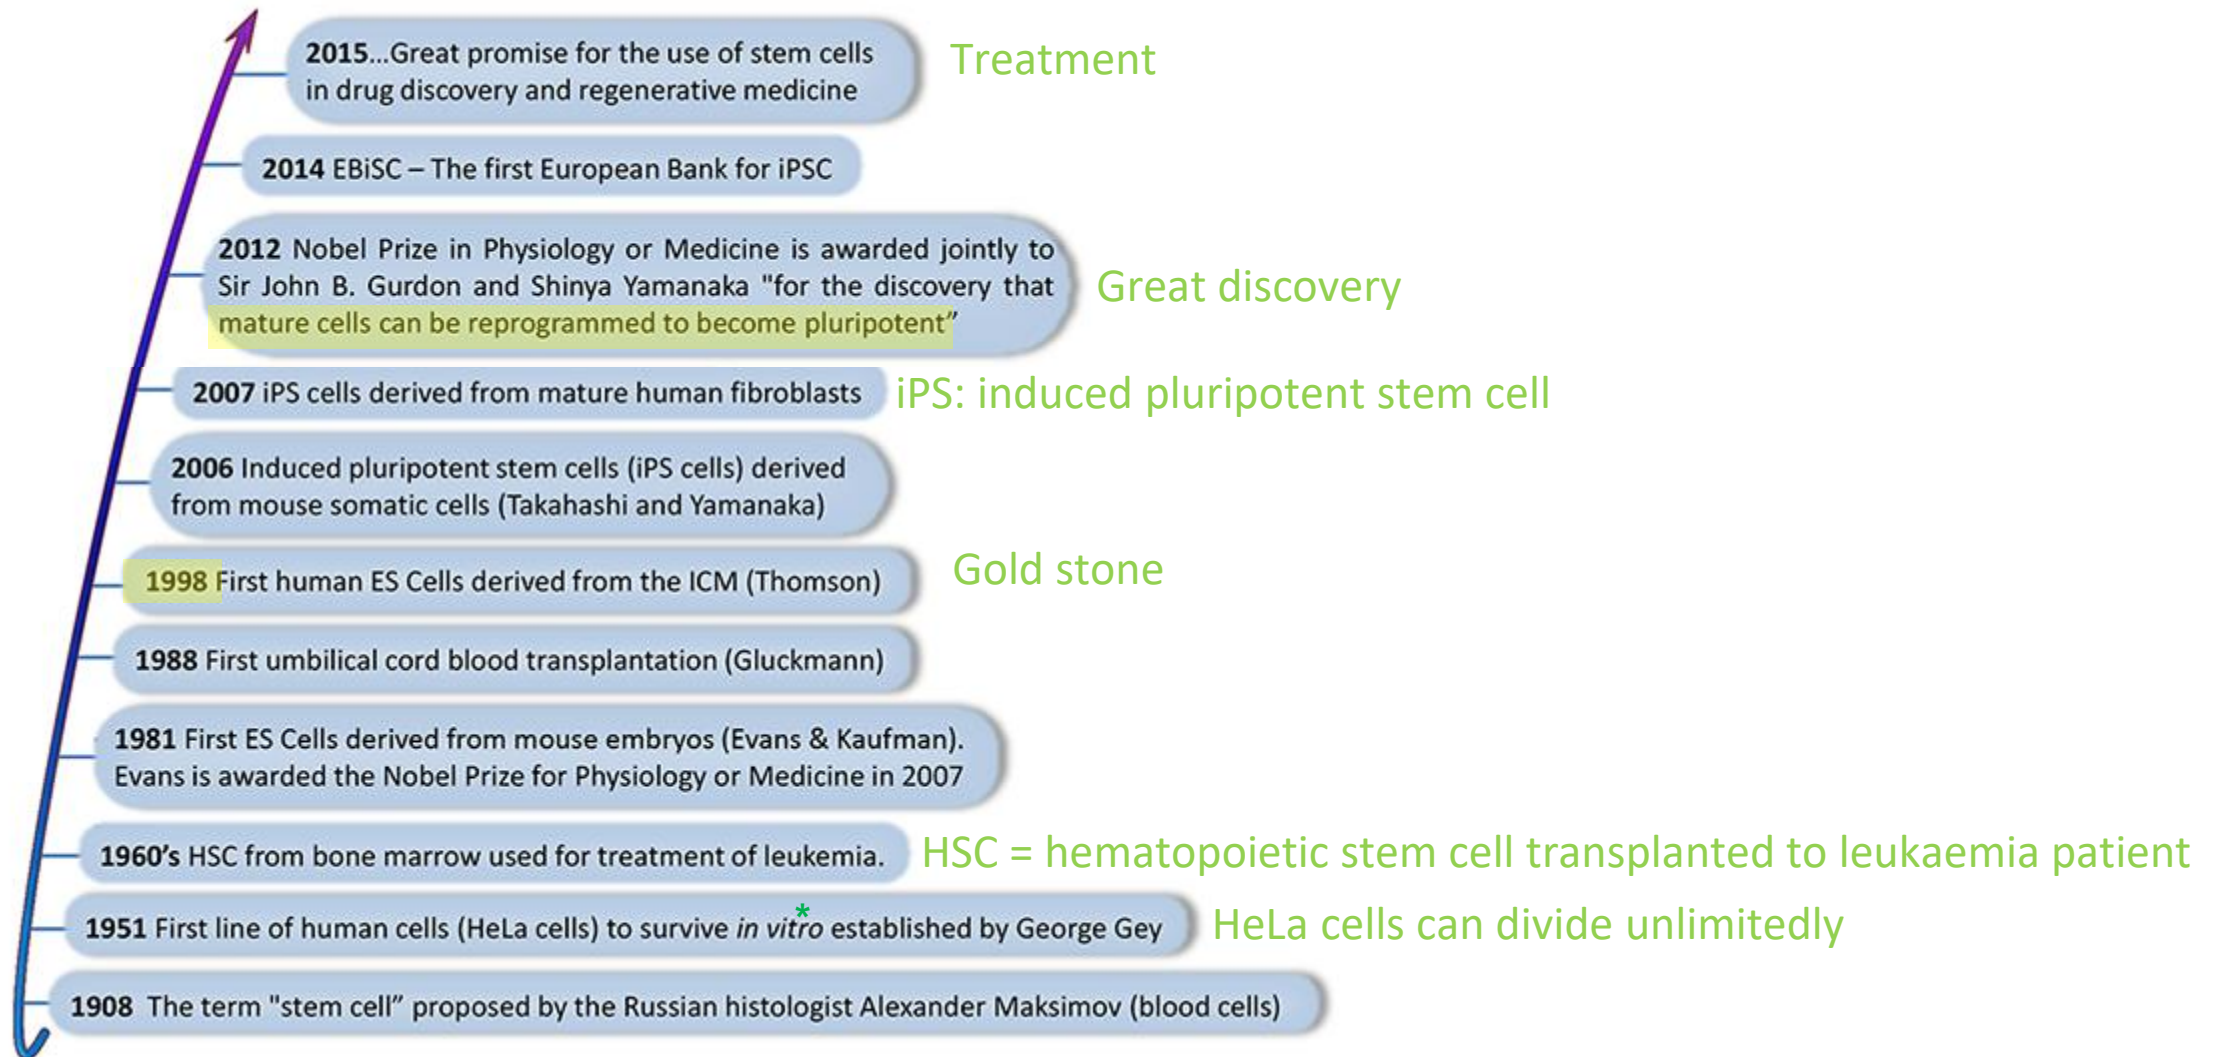 2015...Great promise for the use of stem cells
in drug discovery and regenerative medicine
Treatment
2014 EBiSC – The first European Bank for iPSC
2012 Nobel Prize in Physiology or Medicine is awarded jointly to
Sir John B. Gurdon and Shinya Yamanaka "for the discovery that
mature cells can be reprogrammed to become pluripotent”
Great discovery
2007 iPS cells derived from mature human fibroblasts
iPS: induced pluripotent stem cell
2006 Induced pluripotent stem cells (iPS cells) derived
from mouse somatic cells (Takahashi and Yamanaka)
1998 First human ES Cells derived from the ICM (Thomson)
Gold stone
1988 First umbilical cord blood transplantation (Gluckmann)
1981 First ES Cells derived from mouse embryos (Evans & Kaufman).
Evans is awarded the Nobel Prize for Physiology or Medicine in 2007
1960’s HSC from bone marrow used for treatment of leukemia.
HSC = hematopoietic stem cell transplanted to leukaemia patient
*
1951 First line of human cells (HeLa cells) to survive in vitro established by George Gey
HeLa cells can divide unlimitedly
1908 The term "stem cell” proposed by the Russian histologist Alexander Maksimov (blood cells)